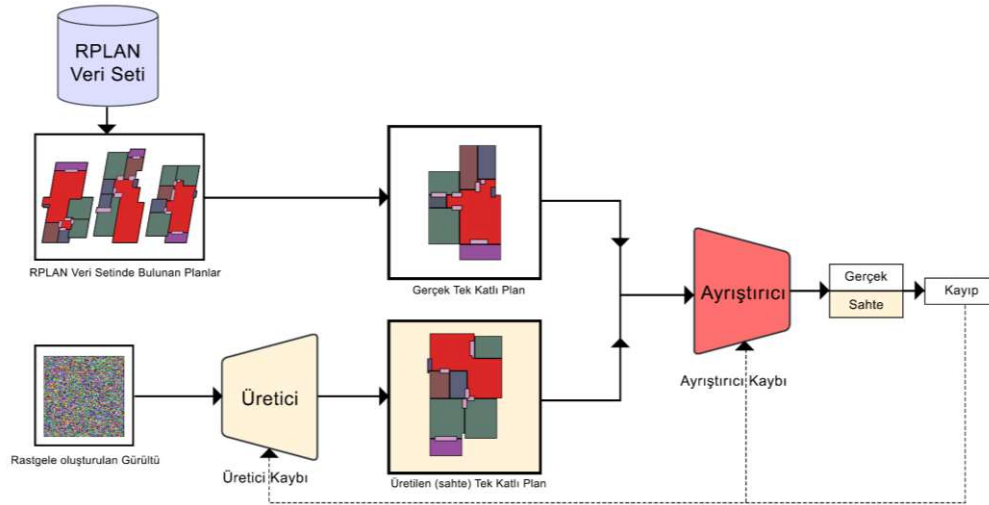 RPLAN
Veri Seti
RPLAN Veri Setinde Bulunan Planlar
Gerçek Tek Katlı Plan
Ayrıştırıcı
Gerçek
Sahte
Kayıp
Ayrıştırıcı Kaybı
Üretici
Rastgele oluşturulan Gürültü
Üretici Kaybı
Üretilen (sahte) Tek Katlı Plan